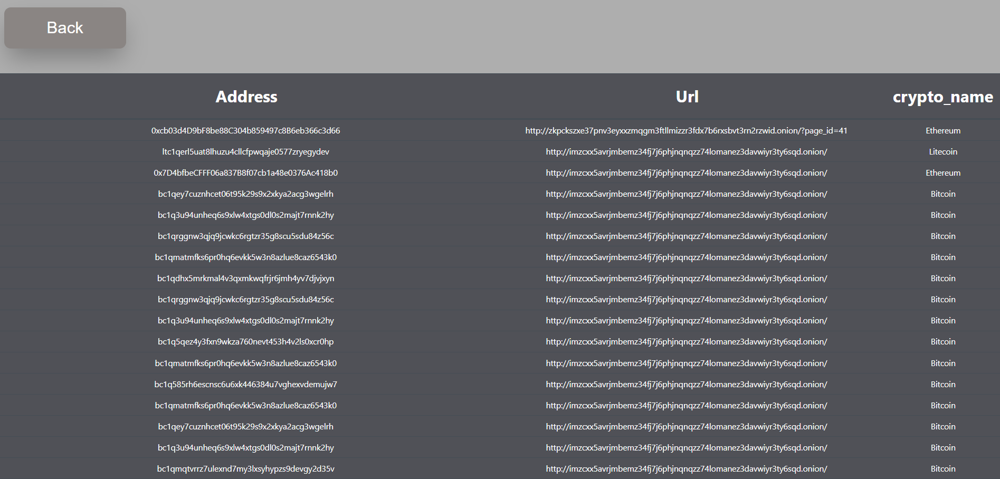 Back
Address Url crypto_name
0xcb03d4D9bF8be88C304b859497c8B6eb366c3d66 http://zkpckszxe37pnv3eyxxzmqgm3ftllmizzr3fdx7b6rxsbvt3rn2rzwid.onion/?page_id=41 Ethereum
ltc1qerl5uat8lhuzu4cllcfpwqaje0577zryegydev http://imzcxx5avrjmbemz34fj7j6phjnqnqzz74lomanez3davwiyr3ty6sqd.onion/ Litecoin
0x7D4bfbeCFFF06a837B8f07cb1a48e0376Ac418b0 http://imzcxx5avrjmbemz34fj7j6phjnqnqzz74lomanez3davwiyr3ty6sqd.onion/ Ethereum
bc1qey7cuznhcet06t95k29s9x2xkya2acg3wgelrh http://imzcxx5avrjmbemz34fj7j6phjnqnqzz74lomanez3davwiyr3ty6sqd.onion/ Bitcoin
bc1q3u94unheq6s9xlw4xtgs0dl0s2majt7rnnk2hy http://imzcxx5avrjmbemz34fj7j6phjnqnqzz74lomanez3davwiyr3ty6sqd.onion/ Bitcoin
bc1qrggnw3qjq9jcwkc6rgtzr35g8scu5sdu84z56c http://imzcxx5avrjmbemz34fj7j6phjnqnqzz74lomanez3davwiyr3ty6sqd.onion/ Bitcoin
bc1qmatmfks6pr0hq6evkk5w3n8azlue8caz6543k0 http://imzcxx5avrjmbemz34fj7j6phjnqnqzz74lomanez3davwiyr3ty6sqd.onion/ Bitcoin
bc1qdhx5mrkmal4v3qxmkwqfrjr6jmh4yv7djvjxyn http://imzcxx5avrjmbemz34fj7j6phjnqnqzz74lomanez3davwiyr3ty6sqd.onion/ Bitcoin
bc1qrggnw3qjq9jcwkc6rgtzr35g8scu5sdu84z56c http://imzcxx5avrjmbemz34fj7j6phjnqnqzz74lomanez3davwiyr3ty6sqd.onion/ Bitcoin
bc1q3u94unheq6s9xlw4xtgs0dl0s2majt7rnnk2hy http://imzcxx5avrjmbemz34fj7j6phjnqnqzz74lomanez3davwiyr3ty6sqd.onion/ Bitcoin
bc1q5qez4y3fxn9wkza760nevt453h4v2ls0xcr0hp http://imzcxx5avrjmbemz34fj7j6phjnqnqzz74lomanez3davwiyr3ty6sqd.onion/ Bitcoin
bc1qmatmfks6pr0hq6evkk5w3n8azlue8caz6543k0 http://imzcxx5avrjmbemz34fj7j6phjnqnqzz74lomanez3davwiyr3ty6sqd.onion/ Bitcoin
bc1q585rh6escnsc6u6xk446384u7vghexvdemujw7 http://imzcxx5avrjmbemz34fj7j6phjnqnqzz74lomanez3davwiyr3ty6sqd.onion/ Bitcoin
bc1qmatmfks6pr0hq6evkk5w3n8azlue8caz6543k0 http://imzcxx5avrjmbemz34fj7j6phjnqnqzz74lomanez3davwiyr3ty6sqd.onion/ Bitcoin
bc1qey7cuznhcet06t95k29s9x2xkya2acg3wgelrh http://imzcxx5avrjmbemz34fj7j6phjnqnqzz74lomanez3davwiyr3ty6sqd.onion/ Bitcoin
bc1q3u94unheq6s9xlw4xtgs0dl0s2majt7rnnk2hy http://imzcxx5avrjmbemz34fj7j6phjnqnqzz74lomanez3davwiyr3ty6sqd.onion/ Bitcoin
bc1qmqtvrrz7ulexnd7my3lxsyhypzs9devgy2d35v http://imzcxx5avrjmbemz34fj7j6phjnqnqzz74lomanez3davwiyr3ty6sqd.onion/ Bitcoin